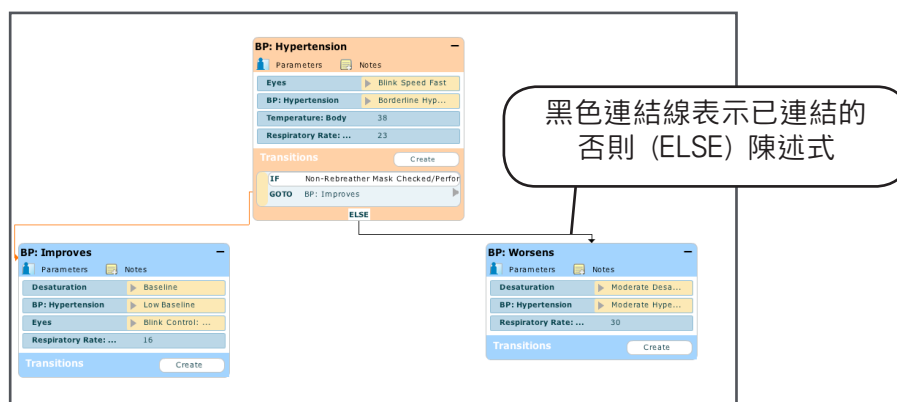 BP: Hypertension
Parameters Notes
Eyes Blink Speed Fast
BP: Hypertension Borderline Hyp...
Temperature: Body 38
Respiratory Rate: ... 23
Transitions Create
IF Non-Rebreather Mask Checked/Perfor
GOTO BP: Improves
ELSE
黑色連結線表示已連結的
否則 (ELSE) 陳述式
BP: Improves
Parameters Notes
Desaturation Baseline
BP: Hypertension Low Baseline
Eyes Blink Control: ...
Respiratory Rate: ... 16
Transitions Create
BP: Worsens
Parameters Notes
Desaturation Moderate Desa...
BP: Hypertension Moderate Hype...
Respiratory Rate: ... 30
Transitions Create